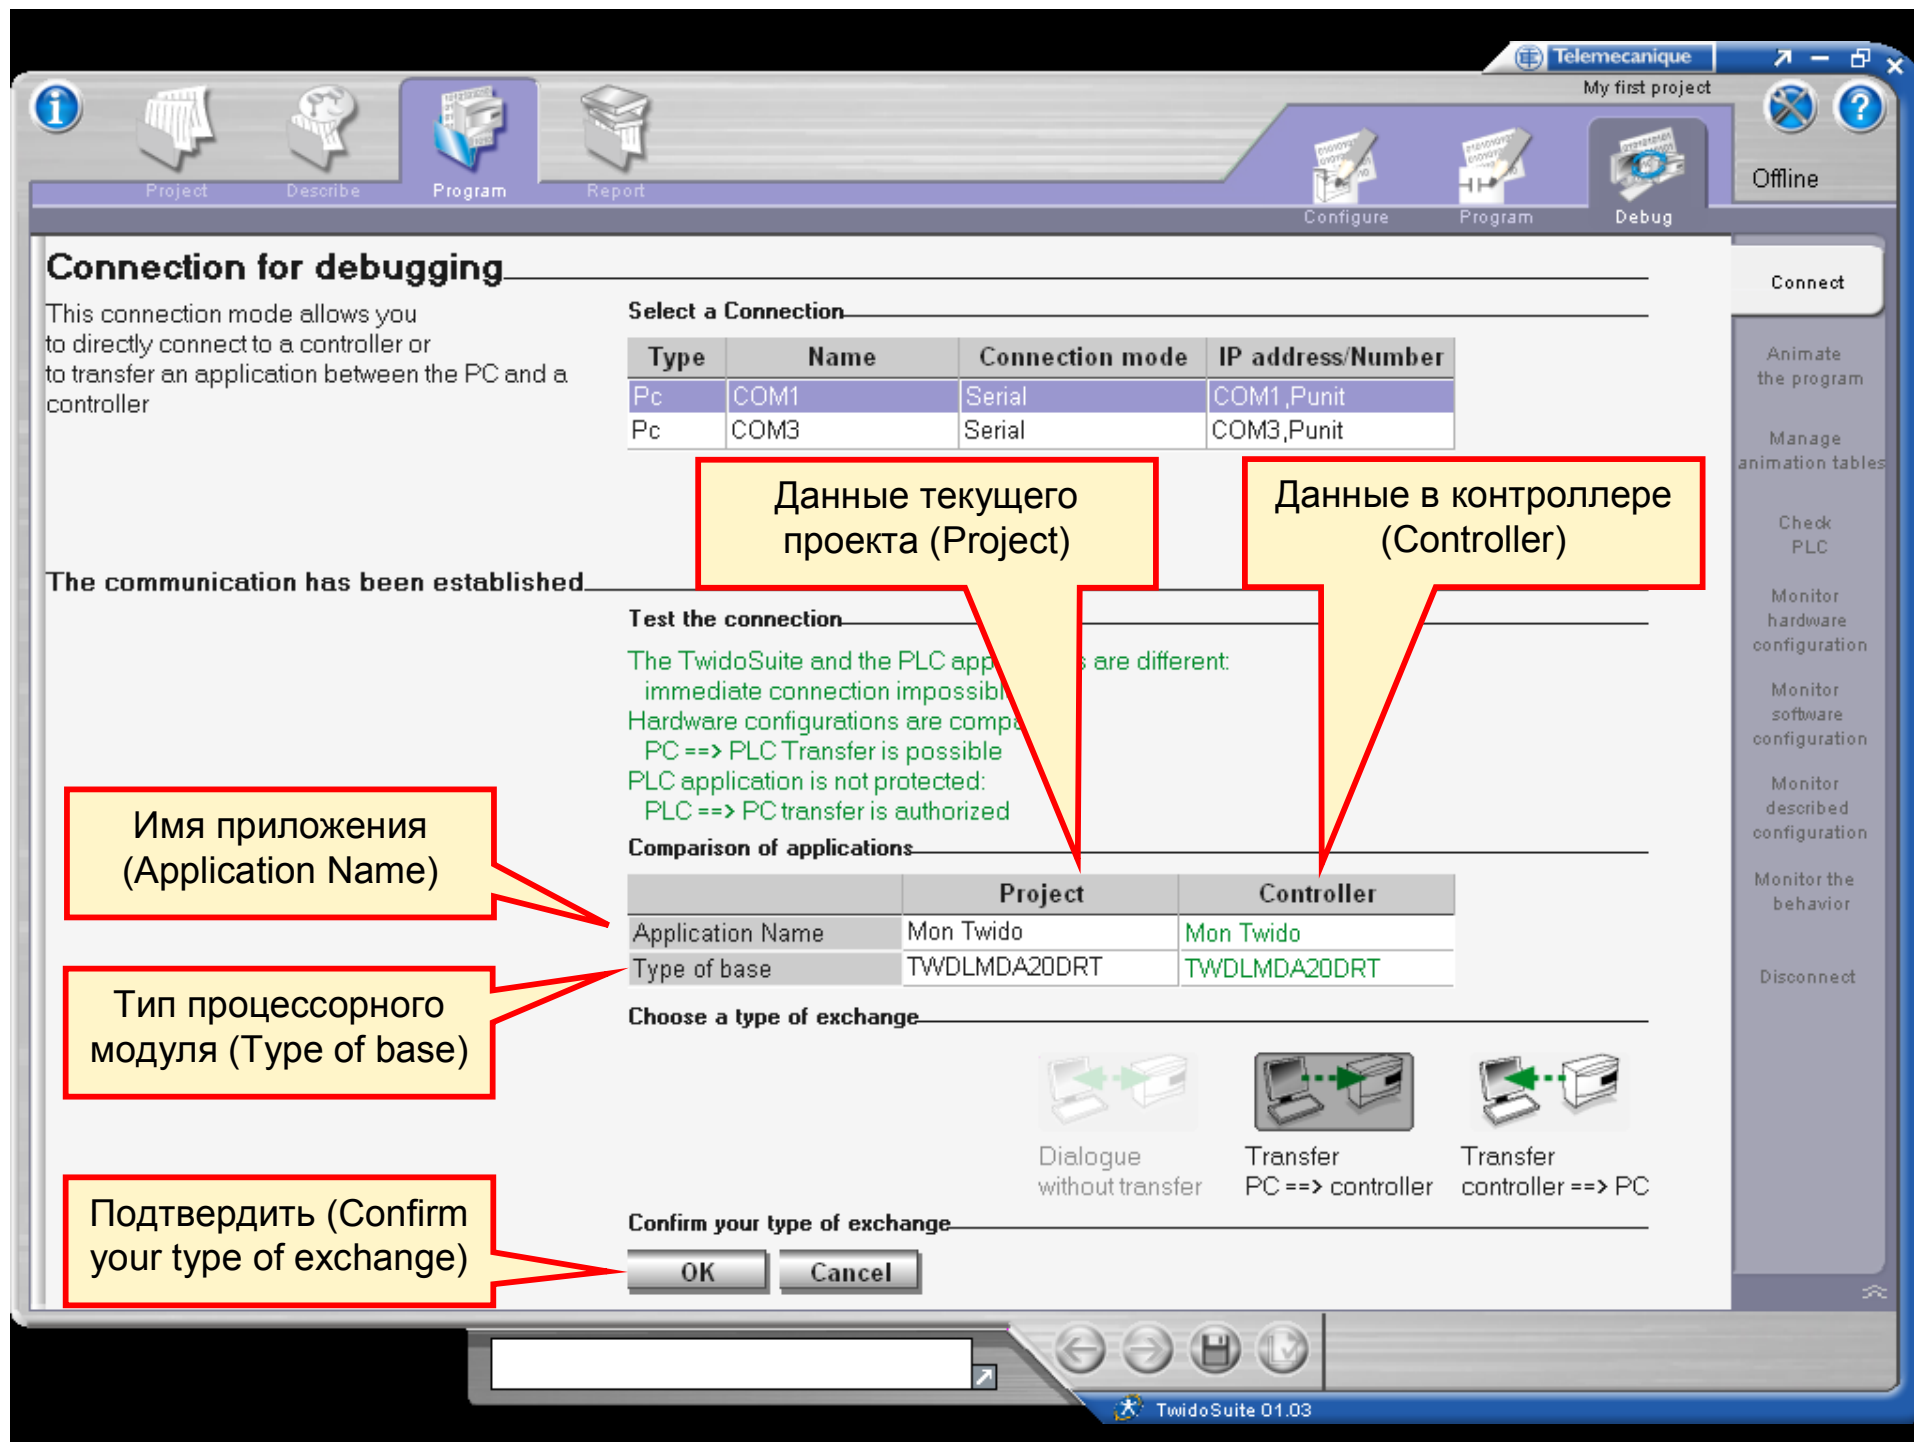 Telemecanique
My first project
Project
Describe
Program
Report
Configure
Program
Debug
Offline
Connection for debugging
This connection mode allows you
to directly connect to a controller or
to transfer an application between the PC and a
controller
Select a Connection
Type Name Connection mode IP address/Number
Pc COM1 Serial COM1,Punit
Pc COM3 Serial COM3,Punit
Данные текущего
проекта (Project)
Данные в контроллере
(Controller)
The communication has been established
Test the connection
The TwidoSuite and the PLC app s are different:
immediate connection impossibl
Hardware configurations are comp
PC ==> PLC Transfer is possible
PLC application is not protected:
PLC ==> PC transfer is authorized
Comparison of applications
Project Controller
Application Name Mon Twido Mon Twido
Type of base TWDLMDA20DRT TWDLMDA20DRT
Имя приложения
(Application Name)
Тип процессорного
модуля (Type of base)
Choose a type of exchange
Dialogue
without transfer
Transfer
PC ==> controller
Transfer
controller ==> PC
Confirm your type of exchange
Подтвердить (Confirm
your type of exchange)
OK
Cancel
Connect
Animate
the program
Manage
animation tables
Check
PLC
Monitor
hardware
configuration
Monitor
software
configuration
Monitor
described
configuration
Monitor the
behavior
Disconnect
TwidoSuite 01.03